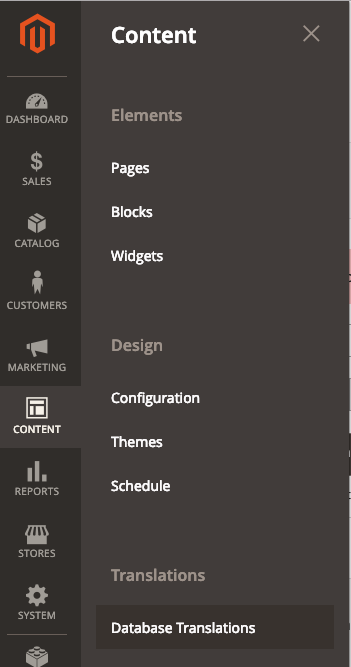 Content
DASHBOARD
SALES
CATALOG
CUSTOMERS
MARKETING
CONTENT
REPORTS
STORES
SYSTEM
Elements
Pages
Blocks
Widgets
Design
Configuration
Themes
Schedule
Translations
Database Translations